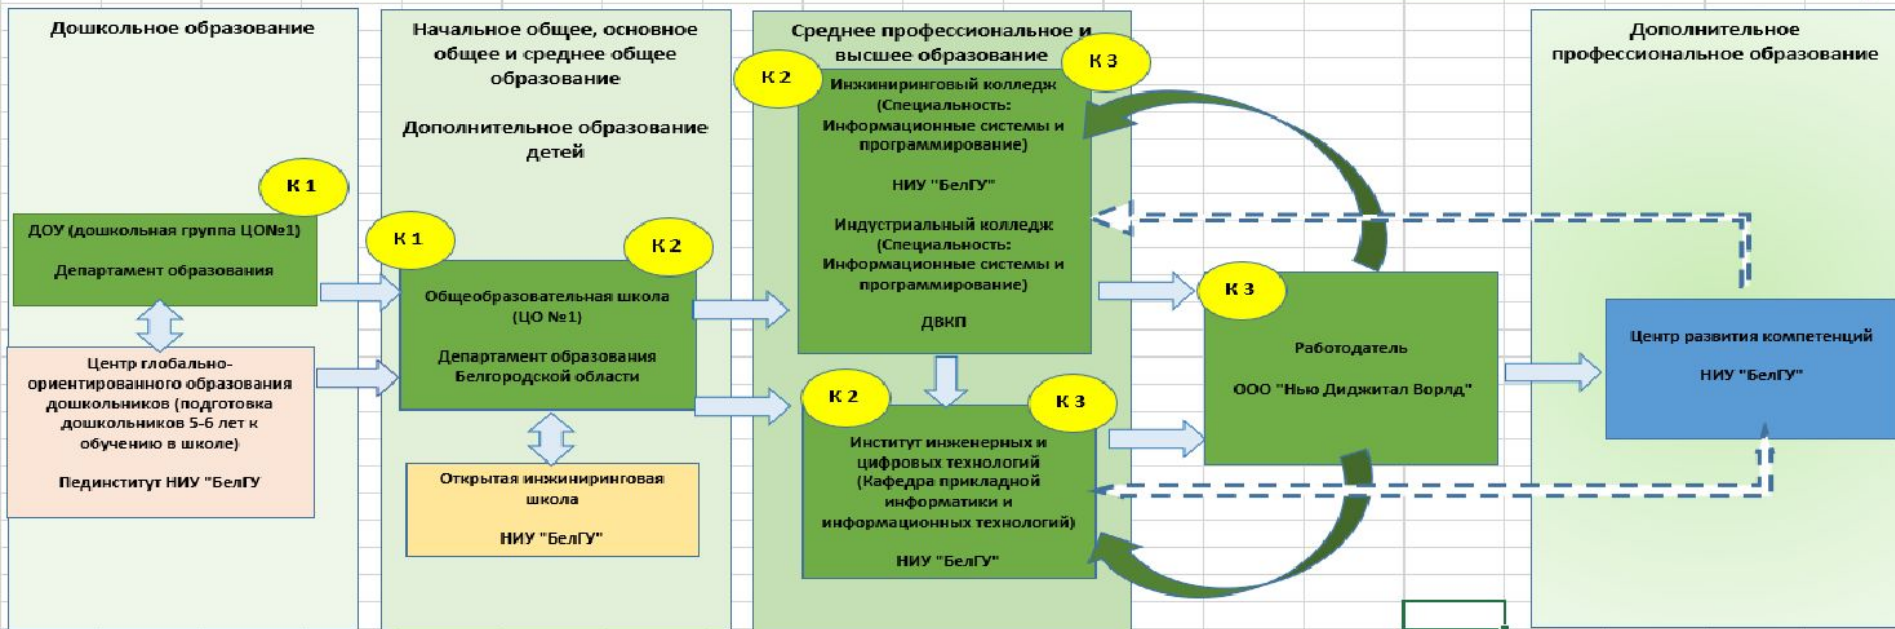 Дошкольное образование
К 1
ДОУ (дошкольная группа ЦО№1)
Департамент образования
Центр глобально-
ориентированного образования
дошкольников (подготовка
дошкольников 5-6 лет к
обучению в школе)
Пединститут НИУ "БелГУ
Начальное общее, основное
общее и среднее общее
образование
Дополнительное образование
детей
К 1
К 2
Общеобразовательная школа
(ЦО №1)
Департамент образования
Белгородской области
Открытая инжиниринговая
школа
НИУ "БелГУ"
Среднее профессиональное и
высшее образование
К 2
К 3
Инжиниринговый колледж
(Специальность:
Информационные системы и
программирование)
НИУ "БелГУ"
Индустриальный колледж
(Специальность:
Информационные системы и
программирование)
ДВКП
К 2
К 3
Институт инженерных и
цифровых технологий
(Кафедра прикладной
информатики и
информационных технологий)
НИУ "БелГУ"
К 3
Работодатель
ООО "Нью Диджитал Ворлд"
Дополнительное
профессиональное образование
Центр развития компетенций
НИУ "БелГУ"